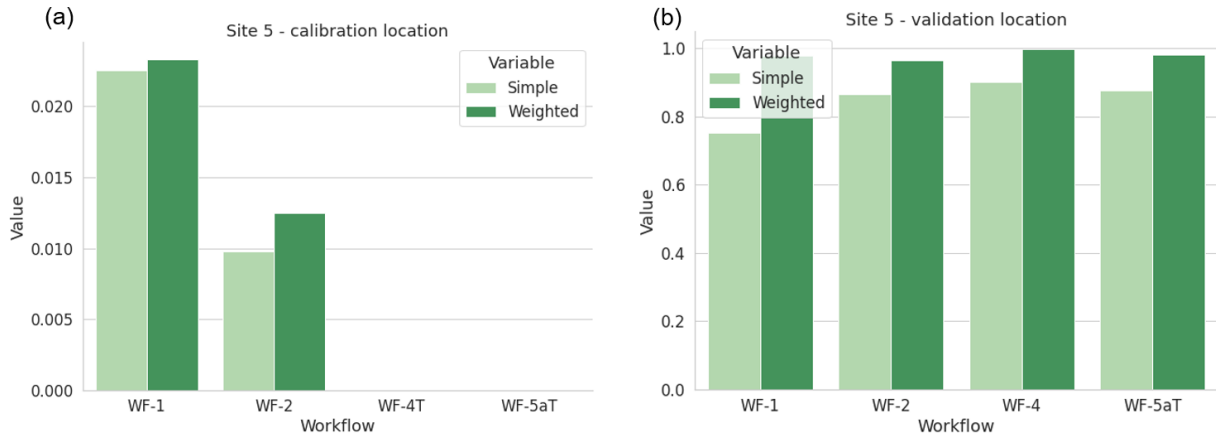 (a)
Site 5 - calibration location
Variable
Simple
Weighted
Value
0.020
0.015
0.010
0.005
0.000
WF-1 WF-2 WF-4T WF-5aT
Workflow
(b)
Site 5 - validation location
Variable
Simple
Weighted
Value
1.0
0.8
0.6
0.4
0.2
0.0
WF-1 WF-2 WF-4 WF-5aT
Workflow